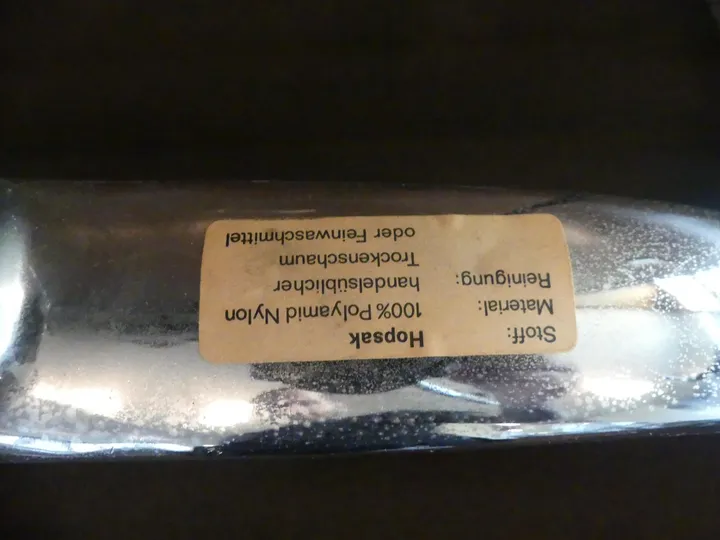 Stoff: Hopsak
Material: 100% Polyamid Nylon
Reinigung: handelsüblicher
Trockenschaum
oder Feinwaschmittel